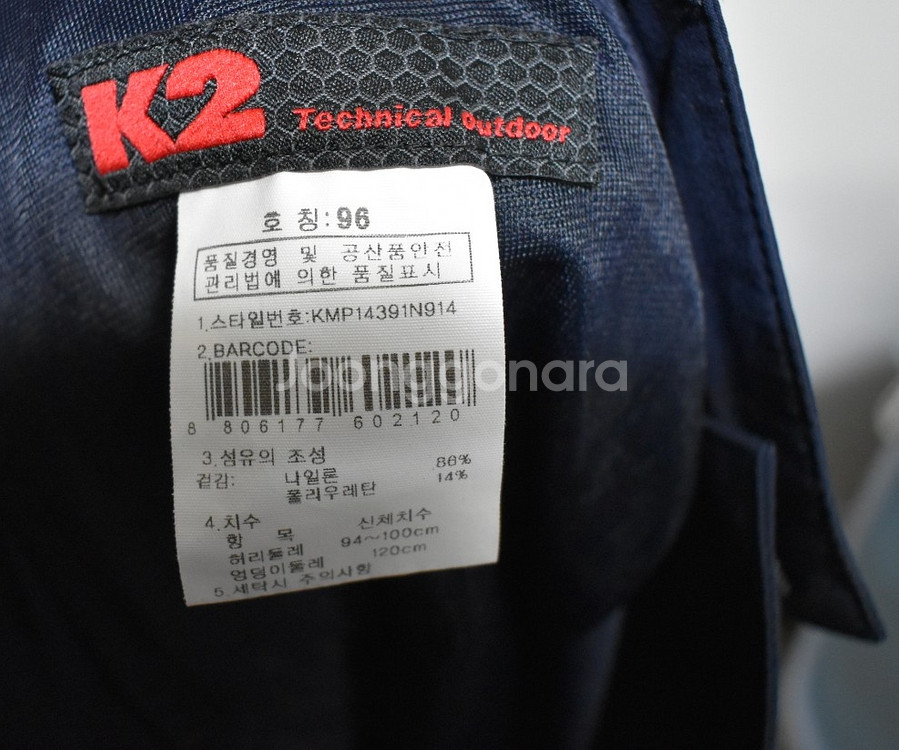 K2 Technical Outdoor
호 칭:96
품질경영 및 공산품안전
관리법에 의한 품질표시
1.스타일번호:KMP14391N914
2.BARCODE:
Joonggonara
8 806177 602120
3.섬유의 조성
겉감: 나일론 86%
폴리우레탄 14%
4.치수
항 목 신체치수
허리둘레 94~100cm
엉덩이둘레 120cm
5.세탁시 주의사항